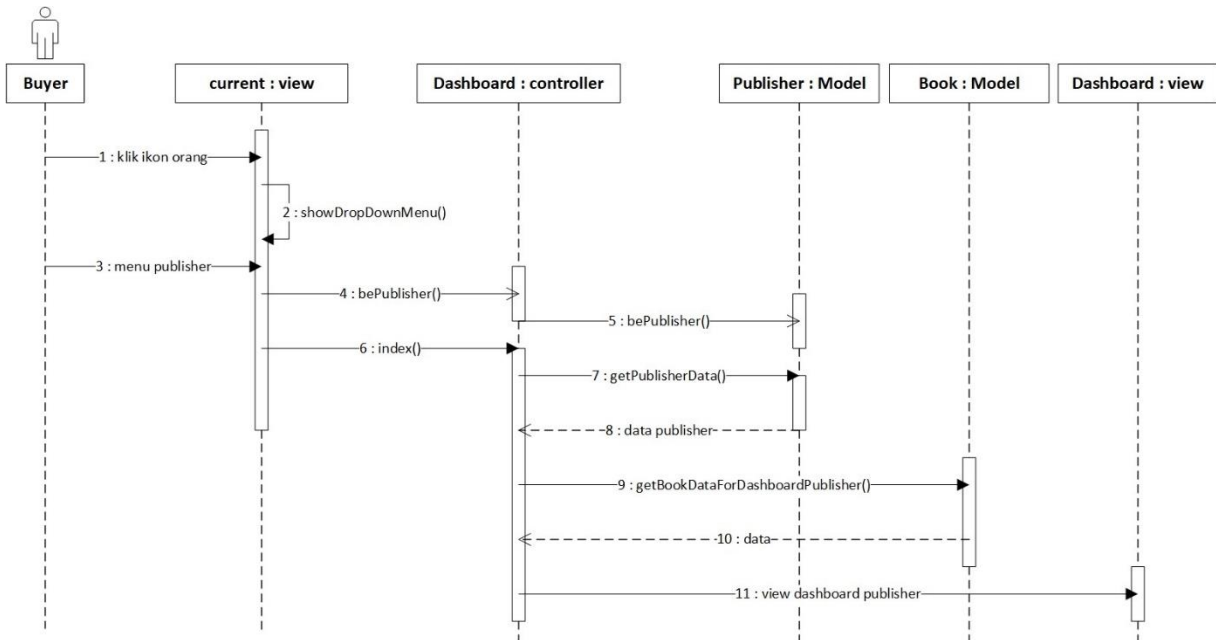 Buyer
current : view
Dashboard : controller
Publisher : Model
Book : Model
Dashboard : view
1 : klik ikon orang
2 : showDropDownMenu()
3 : menu publisher
4 : bePublisher()
5 : bePublisher()
6 : index()
7 : getPublisherData()
8 : data publisher
9 : getBookDataForDashboardPublisher()
10 : data
11 : view dashboard publisher